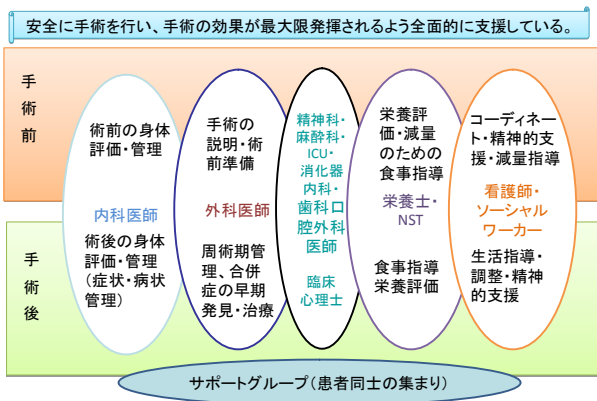 安全に手術を行い、手術の効果が最大限発揮されるよう全面的に支援している。
手
術
前
術前の身体
評価・管理
内科医師
術後の身体
評価・管理
(症状・病状
管理)
手術の
説明・術
前準備
外科医師
周術期管
理、合併
症の早期
発見・治療
精神科・
麻酔科・
ICU・
消化器
内科・
歯科口
腔外科
医師
臨床
心理士
栄養評
価・減量
のための
食事指導
栄養士・
NST
食事指導
栄養評価
コーディネー
ト・精神的支
援・減量指導
看護師・
ソーシャル
ワーカー
生活指導・
調整・精神
的支援
手
術
後
サポートグループ(患者同士の集まり)